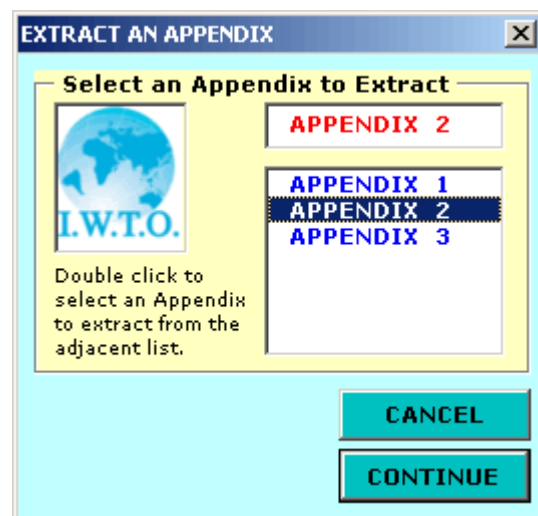 EXTRACT AN APPENDIX
Select an Appendix to Extract
APPENDIX 2
I.W.T.O.
APPENDIX 1
APPENDIX 2
APPENDIX 3
Double click to
select an Appendix
to extract from the
adjacent list.
CANCEL
CONTINUE